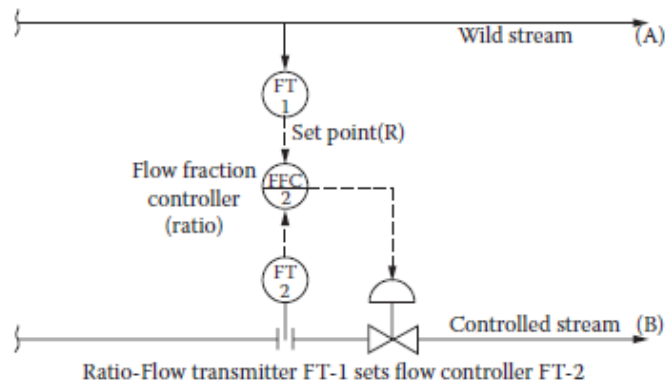 Wild stream (A)
FT
1
Set point(R)
Flow fraction
controller
(ratio)
FFC
2
FT
2
Controlled stream (B)
Ratio-Flow transmitter FT-1 sets flow controller FT-2